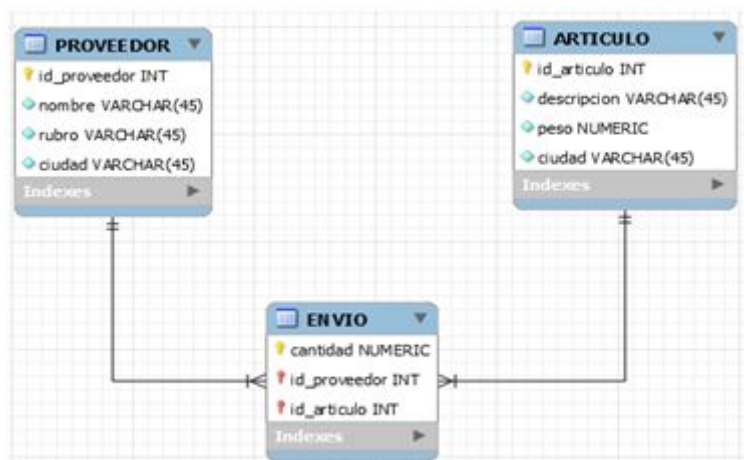 PROVEEDOR
id_proveedor INT
nombre VARCHAR(45)
rubro VARCHAR(45)
ciudad VARCHAR(45)
Indexes
ARTICULO
id_articulo INT
descripcion VARCHAR(45)
peso NUMERIC
ciudad VARCHAR(45)
Indexes
ENVIO
cantidad NUMERIC
id_proveedor INT
id_articulo INT
Indexes